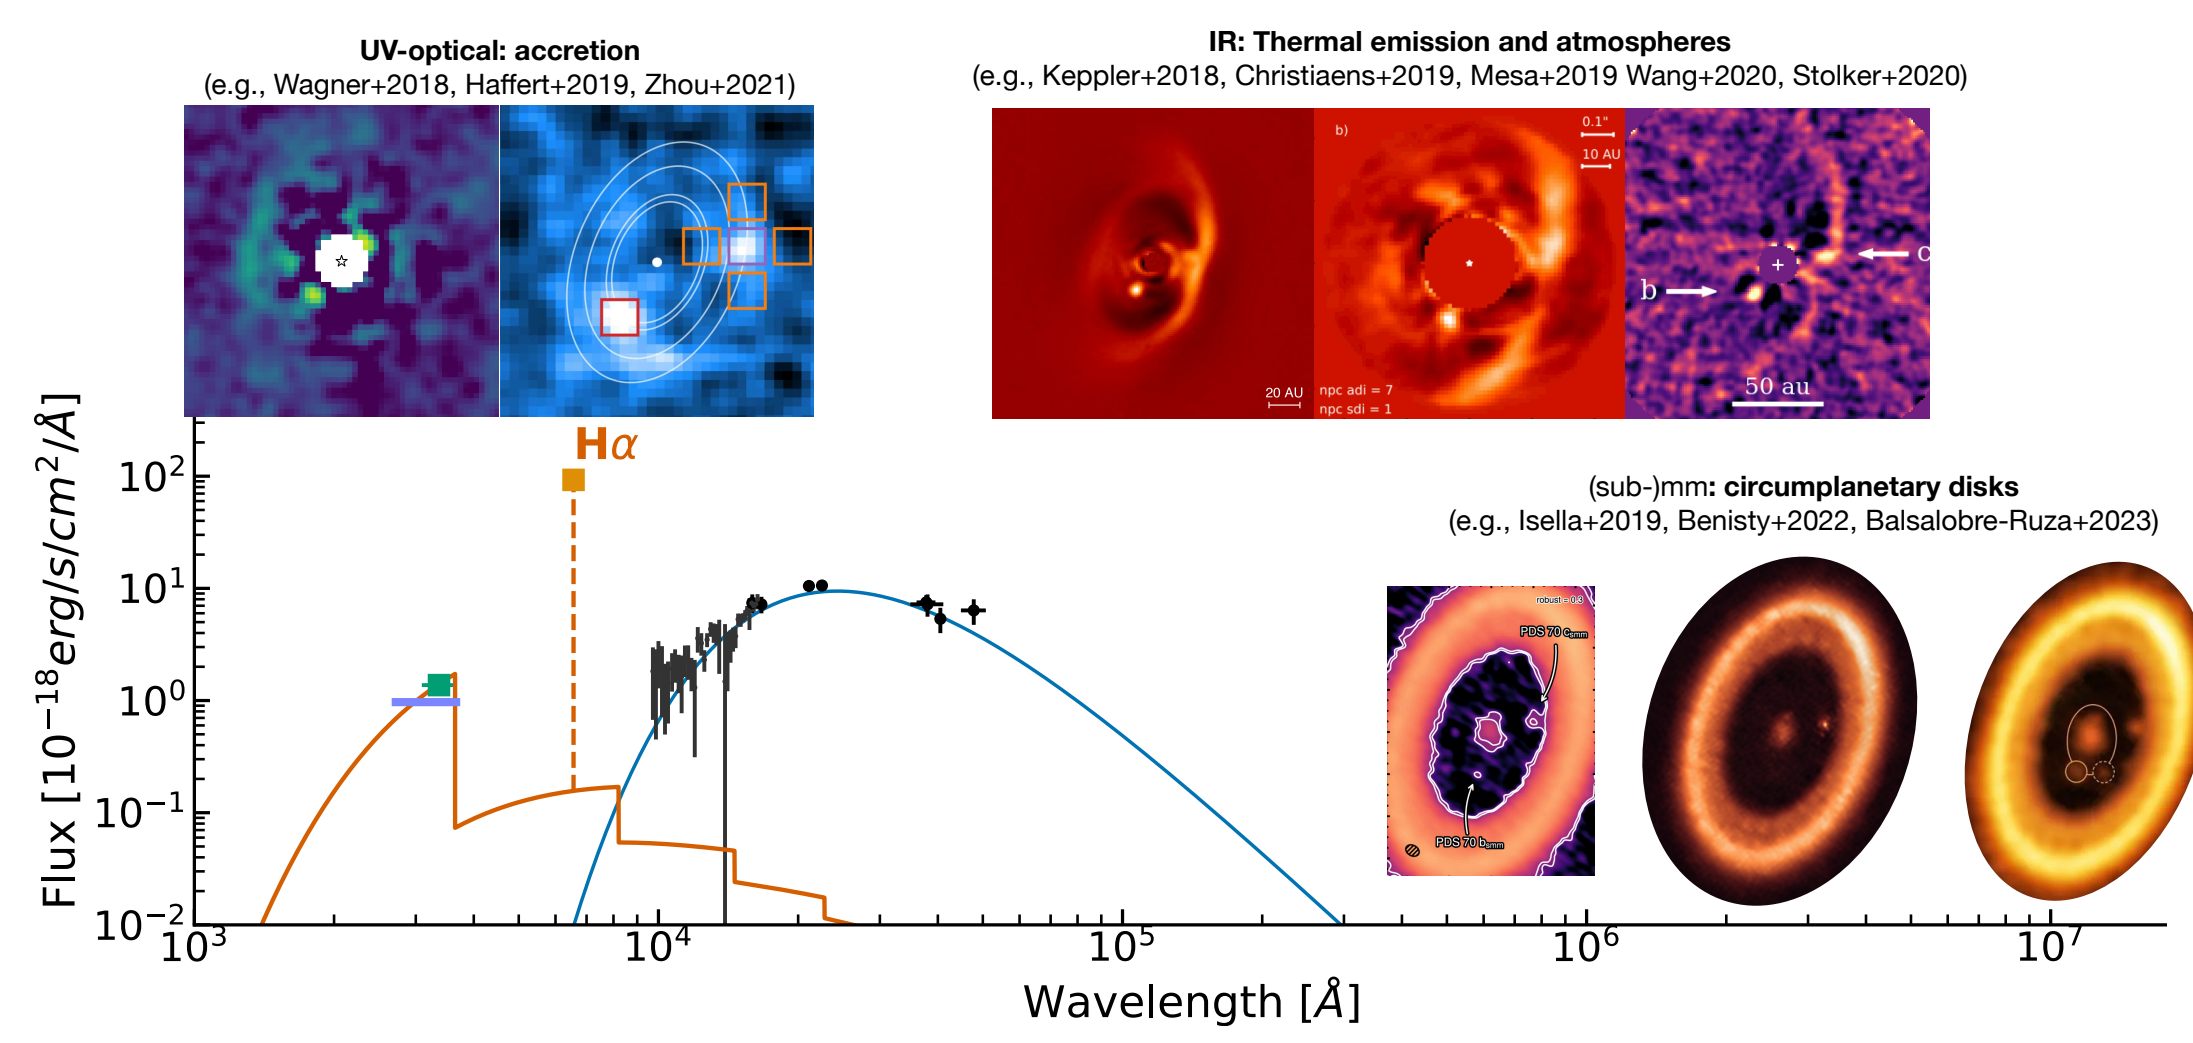 UV-optical: accretion
(e.g., Wagner+2018, Haffert+2019, Zhou+2021)
IR: Thermal emission and atmospheres
(e.g., Keppler+2018, Christiaens+2019, Mesa+2019 Wang+2020, Stolker+2020)
20 AU
b)
0.1"
10 AU
npc adi = 7
npc sdi = 1
c
b
50 au
Hα
(sub-)mm: circumplanetary disks
(e.g., Isella+2019, Benisty+2022, Balsalobre-Ruza+2023)
robust = 0.3
PDS 70 c_smm
PDS 70 b_smm
Flux [10⁻¹⁸erg/s/cm²/Å]
10²
10¹
10⁰
10⁻¹
10⁻²
10³
10⁴
10⁵
10⁶
10⁷
Wavelength [Å]